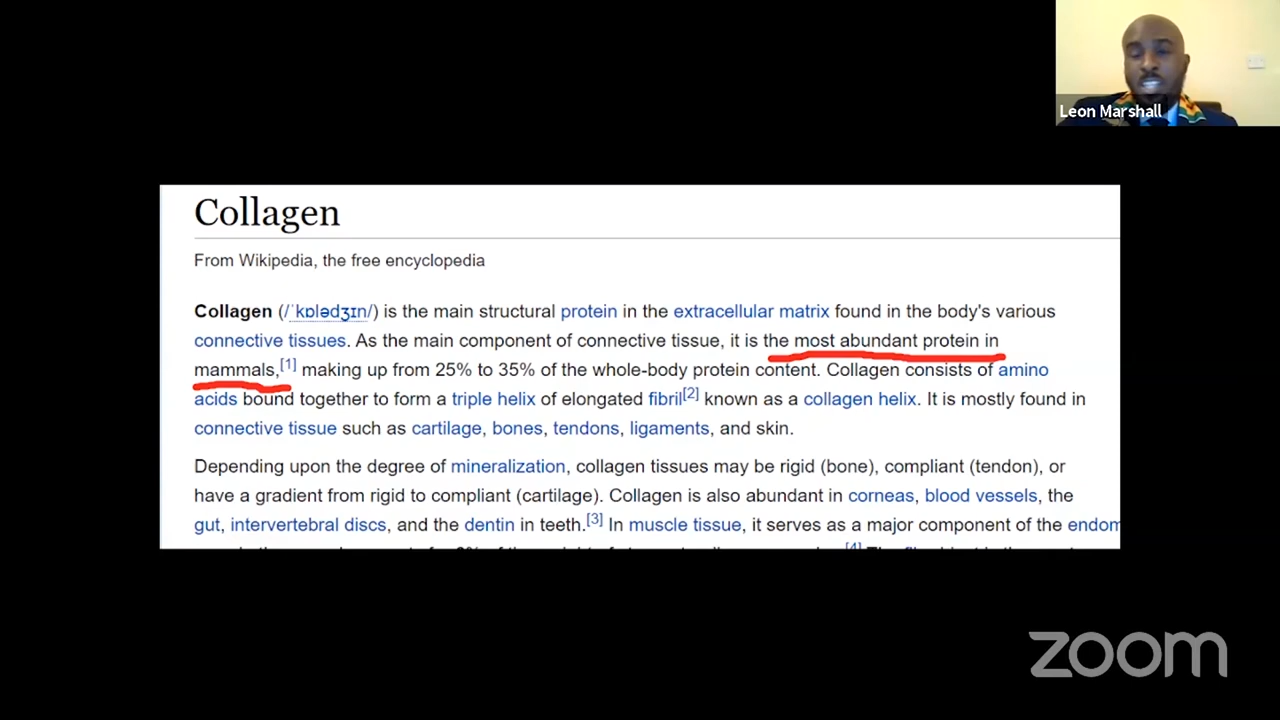 Leon Marshall
Collagen
From Wikipedia, the free encyclopedia
Collagen (/ˈkɒlədʒɪn/) is the main structural protein in the extracellular matrix found in the body's various
connective tissues. As the main component of connective tissue, it is the most abundant protein in
mammals,[1] making up from 25% to 35% of the whole-body protein content. Collagen consists of amino
acids bound together to form a triple helix of elongated fibril[2] known as a collagen helix. It is mostly found in
connective tissue such as cartilage, bones, tendons, ligaments, and skin.
Depending upon the degree of mineralization, collagen tissues may be rigid (bone), compliant (tendon), or
have a gradient from rigid to compliant (cartilage). Collagen is also abundant in corneas, blood vessels, the
gut, intervertebral discs, and the dentin in teeth.[3] In muscle tissue, it serves as a major component of the endom
zoom